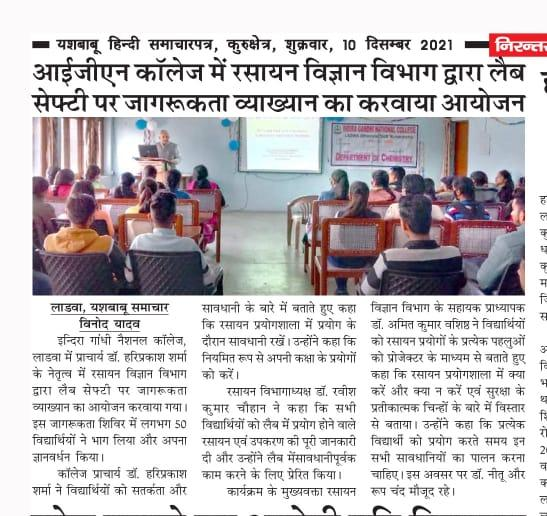 यशबाबू हिन्दी समाचारपत्र, कुरुक्षेत्र, शुक्रवार, 10 दिसम्बर 2021
निरन्तर
आईजीएन कॉलेज में रसायन विज्ञान विभाग द्वारा लैब
सेफ्टी पर जागरूकता व्याख्यान का करवाया आयोजन
INDIRA GANDHI NATIONAL COLLEGE
DEPARTMENT OF CHEMISTRY
लाडवा, यशबाबू समाचार
विनोद यादव
इन्दिरा गांधी नैशनल कॉलेज,
लाडवा में प्राचार्य डॉ. हरिप्रकाश शर्मा
के नेतृत्व में रसायन विज्ञान विभाग
द्वारा लैब सेफ्टी पर जागरूकता
व्याख्यान का आयोजन करवाया गया।
इस जागरूकता शिविर में लगभग 50
विद्यार्थियों ने भाग लिया और अपना
ज्ञानवर्धन किया।
कॉलेज प्राचार्य डॉ. हरिप्रकाश
शर्मा ने विद्यार्थियों को सतर्कता और
सावधानी के बारे में बताते हुए कहा
कि रसायन प्रयोगशाला में प्रयोग के
दौरान सावधानी रखें। उन्होंने कहा कि
नियमित रूप से अपनी कक्षा के प्रयोगों
को करें।
रसायन विभागाध्यक्ष डॉ. रवीश
कुमार चौहान ने कहा कि सभी
विद्यार्थियों को लैब में प्रयोग होने वाले
रसायन एवं उपकरण की पूरी जानकारी
दी और उन्होंने लैब मेंसावधानीपूर्वक
काम करने के लिए प्रेरित किया।
कार्यक्रम के मुख्यवक्ता रसायन
विज्ञान विभाग के सहायक प्राध्यापक
डॉ. अमित कुमार वशिष्ठ ने विद्यार्थियों
को रसायन प्रयोगों के प्रत्येक पहलुओं
को प्रोजेक्टर के माध्यम से बताते हुए
कहा कि रसायन प्रयोगशाला में क्या
करें और क्या न करें एवं सुरक्षा के
प्रतीकात्मक चिन्हों के बारे में विस्तार
से बताया। उन्होंने कहा कि प्रत्येक
विद्यार्थी को प्रयोग करते समय इन
सभी सावधानियों का पालन करना
चाहिए। इस अवसर पर डॉ. नीतू और
रूप चंद मौजूद रहे।